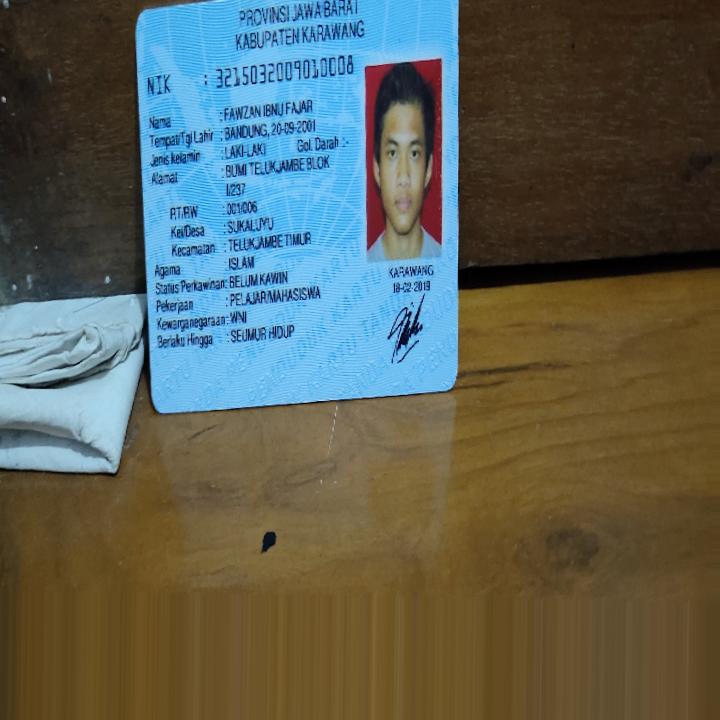 PROVINSI JAWA BARAT
KABUPATEN KARAWANG
NIK : 3215032009010008
Nama : FAWZAN IBNU FAJAR
Tempat/Tgl Lahir : BANDUNG, 20-09-2001
Jenis kelamin : LAKI-LAKI Gol. Darah :-
Alamat : BUMI TELUKJAMBE BLOK
I/237
RT/RW : 001/006
Kel/Desa : SUKALUYU
Kecamatan : TELUKJAMBE TIMUR
Agama : ISLAM
Status Perkawinan: BELUM KAWIN
Pekerjaan : PELAJAR/MAHASISWA
Kewarganegaraan: WNI
Berlaku Hingga : SEUMUR HIDUP
KARAWANG
18-02-2019